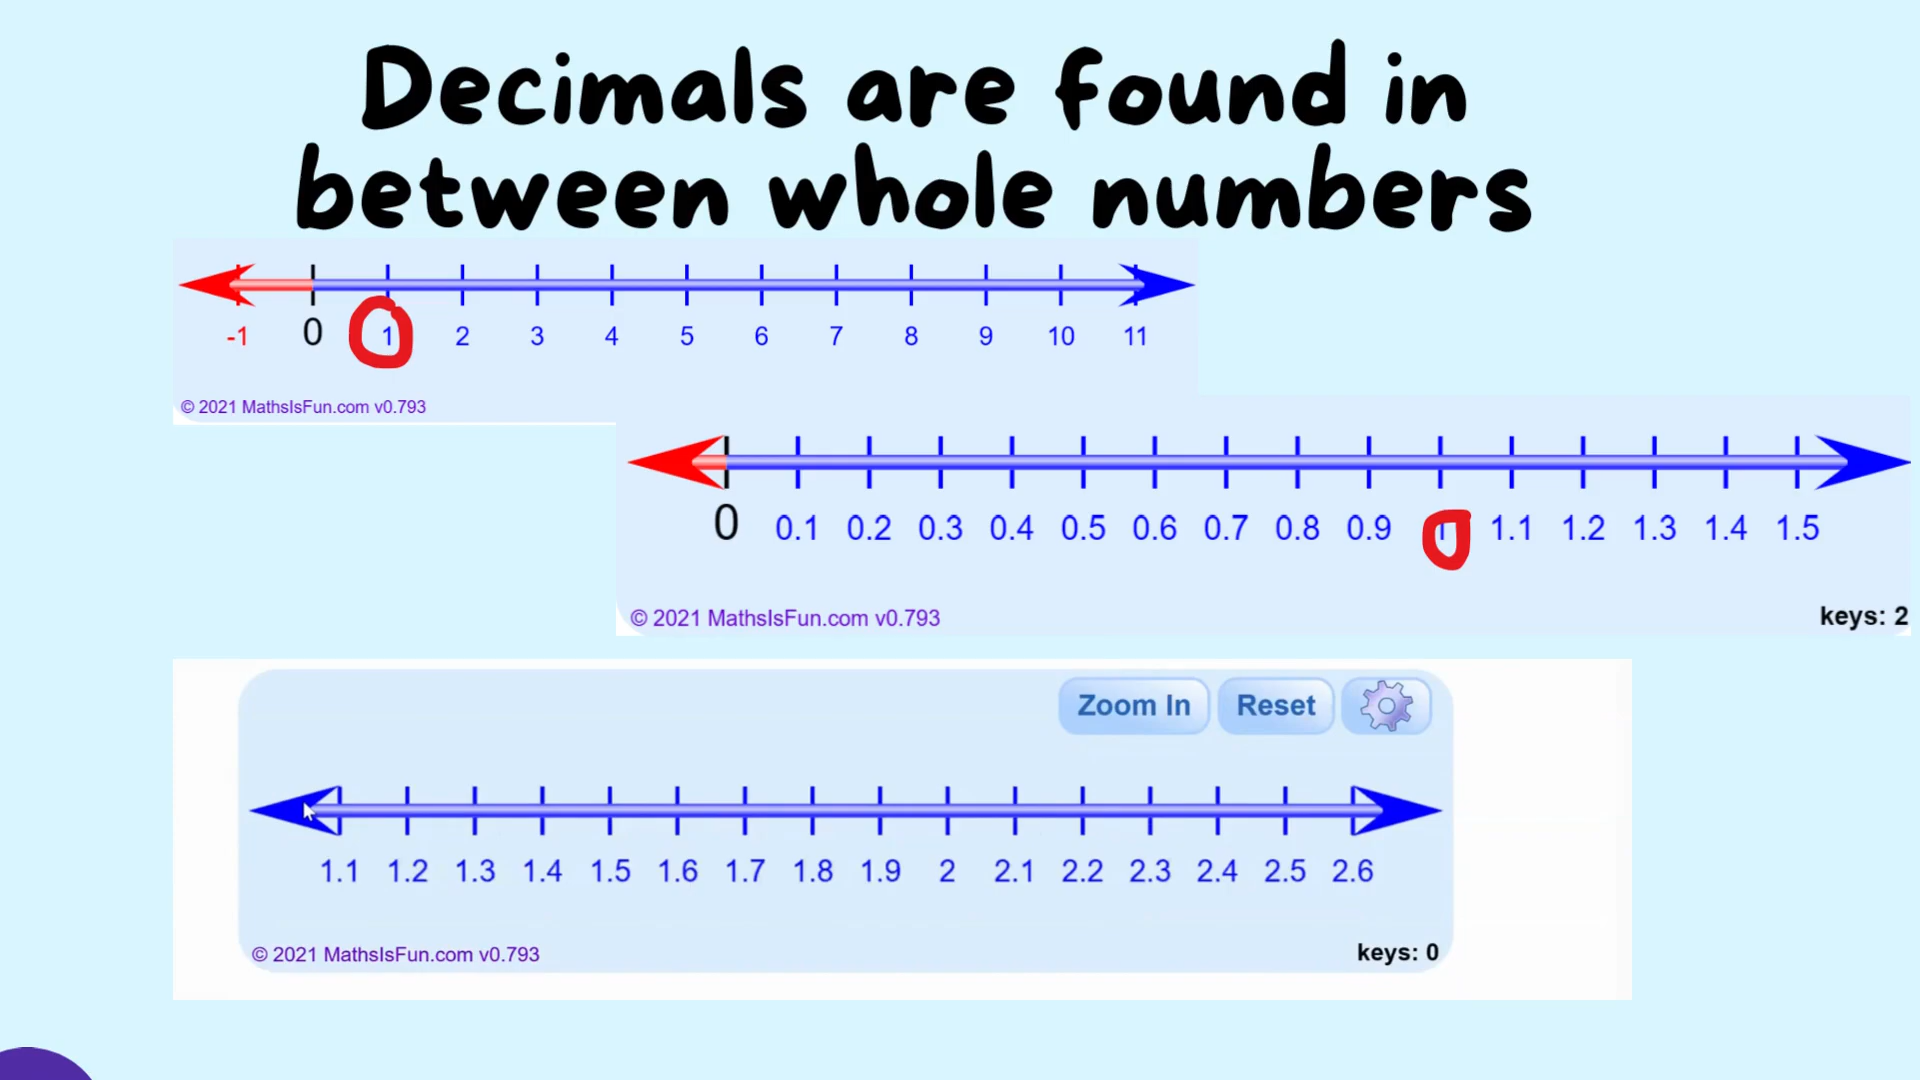 Decimals are found in
between whole numbers
-1 0 1 2 3 4 5 6 7 8 9 10 11
© 2021 MathsIsFun.com v0.793
0 0.1 0.2 0.3 0.4 0.5 0.6 0.7 0.8 0.9 1 1.1 1.2 1.3 1.4 1.5
© 2021 MathsIsFun.com v0.793
keys: 2
Zoom In
Reset
1.1 1.2 1.3 1.4 1.5 1.6 1.7 1.8 1.9 2 2.1 2.2 2.3 2.4 2.5 2.6
© 2021 MathsIsFun.com v0.793
keys: 0